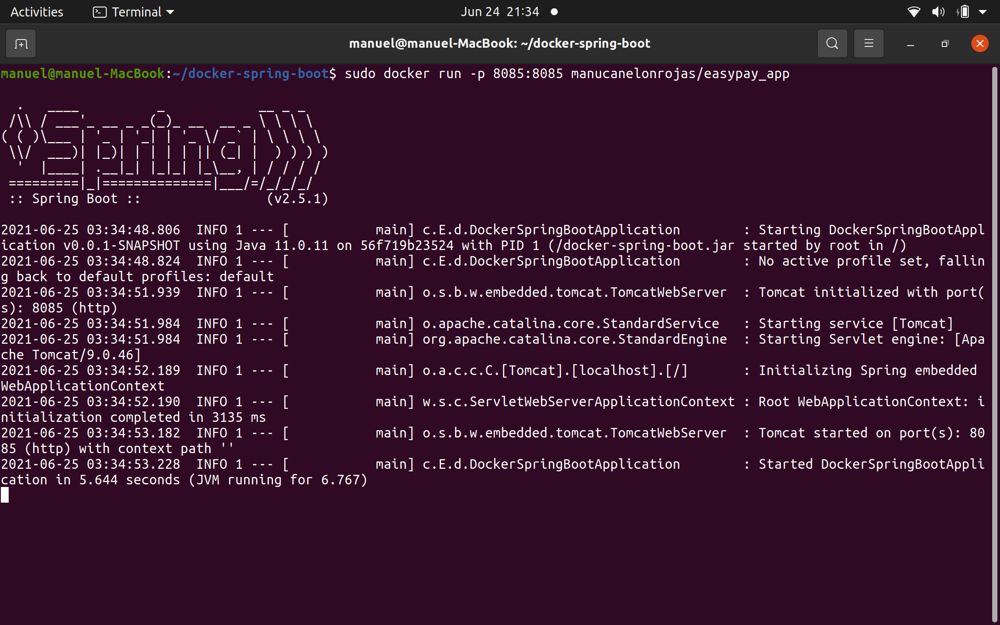 Activities Terminal Jun 24 21:34
manuel@manuel-MacBook: ~/docker-spring-boot
manuel@manuel-MacBook:~/docker-spring-boot$ sudo docker run -p 8085:8085 manucanelonrojas/easypay_app

  .   ____          _            __ _ _
 /\\ / ___'_ __ _ _(_)_ __  __ _ \ \ \ \
( ( )\___ | '_ | '_| | '_ \/ _` | \ \ \ \
 \\/  ___)| |_)| | | | | || (_| |  ) ) ) )
  '  |____| .__|_| |_|_| |_\__, | / / / /
 =========|_|==============|___/=/_/_/_/
 :: Spring Boot ::                (v2.5.1)

2021-06-25 03:34:48.806  INFO 1 --- [           main] c.E.d.DockerSpringBootApplication        : Starting DockerSpringBootAppl
ication v0.0.1-SNAPSHOT using Java 11.0.11 on 56f719b23524 with PID 1 (/docker-spring-boot.jar started by root in /)
2021-06-25 03:34:48.824  INFO 1 --- [           main] c.E.d.DockerSpringBootApplication        : No active profile set, fallin
g back to default profiles: default
2021-06-25 03:34:51.939  INFO 1 --- [           main] o.s.b.w.embedded.tomcat.TomcatWebServer  : Tomcat initialized with port(
s): 8085 (http)
2021-06-25 03:34:51.984  INFO 1 --- [           main] o.apache.catalina.core.StandardService   : Starting service [Tomcat]
2021-06-25 03:34:51.984  INFO 1 --- [           main] org.apache.catalina.core.StandardEngine  : Starting Servlet engine: [Apa
che Tomcat/9.0.46]
2021-06-25 03:34:52.189  INFO 1 --- [           main] o.a.c.c.C.[Tomcat].[localhost].[/]       : Initializing Spring embedded 
WebApplicationContext
2021-06-25 03:34:52.190  INFO 1 --- [           main] w.s.c.ServletWebServerApplicationContext : Root WebApplicationContext: i
nitialization completed in 3135 ms
2021-06-25 03:34:53.182  INFO 1 --- [           main] o.s.b.w.embedded.tomcat.TomcatWebServer  : Tomcat started on port(s): 80
85 (http) with context path ''
2021-06-25 03:34:53.228  INFO 1 --- [           main] c.E.d.DockerSpringBootApplication        : Started DockerSpringBootAppli
cation in 5.644 seconds (JVM running for 6.767)